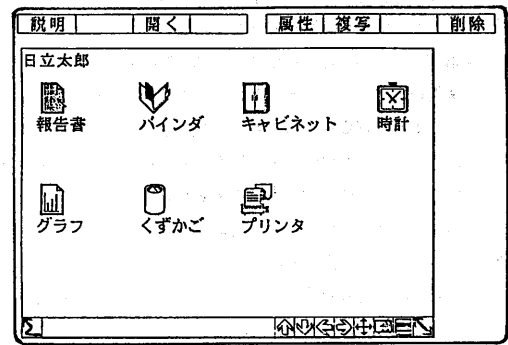 説明 開く 属性 複写 削除
日立太郎
報告書 バインダ キャビネット 時計
グラフ くずかご プリンタ